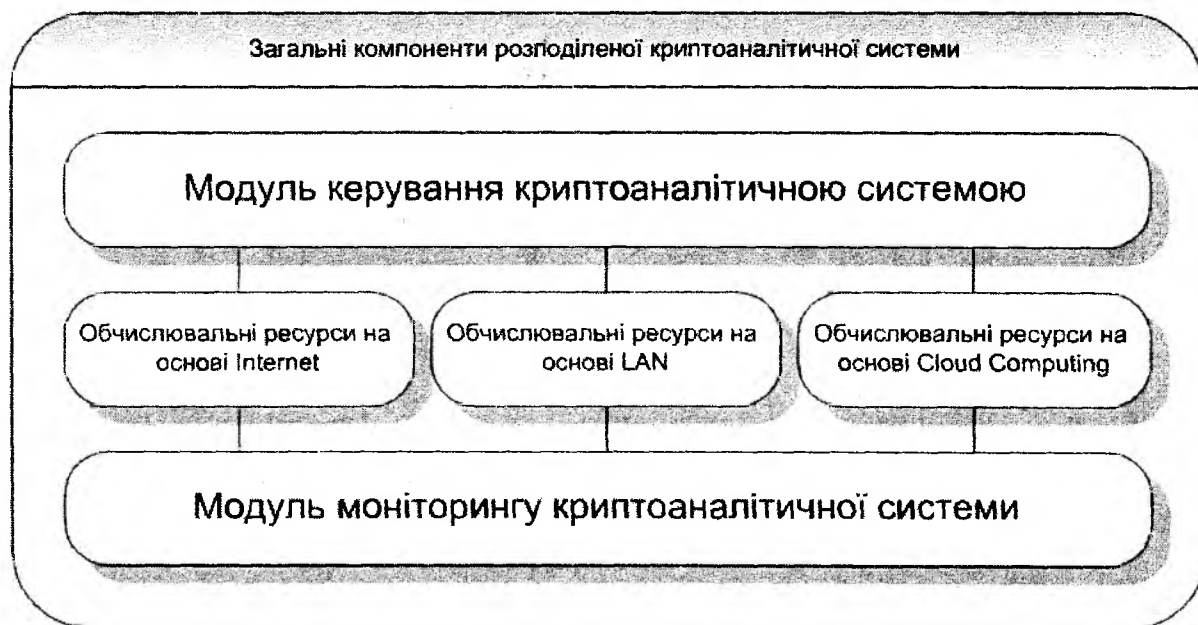 Загальні компоненти розподіленої криптоаналітичної системи
Модуль керування криптоаналітичною системою
Обчислювальні ресурси на
основі Internet
Обчислювальні ресурси на
основі LAN
Обчислювальні ресурси на
основі Cloud Computing
Модуль моніторингу криптоаналітичної системи